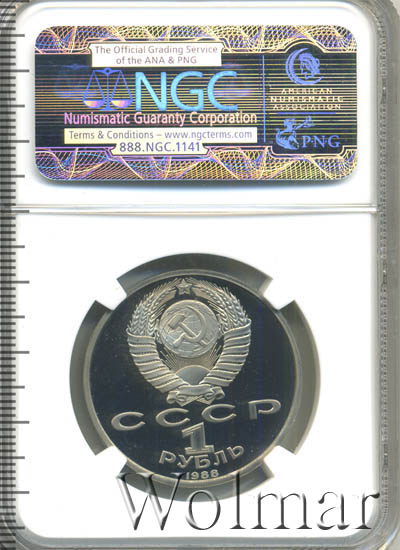 The Official Grading Service
of the ANA & PNG
NGC
Numismatic Guaranty Corporation
Terms & Conditions – www.ngcterms.com
888.NGC.1141
AMERICAN
NUMISMATIC
ASSOCIATION
PNG
СССР
1
РУБЛЬ
1988
Wolmar